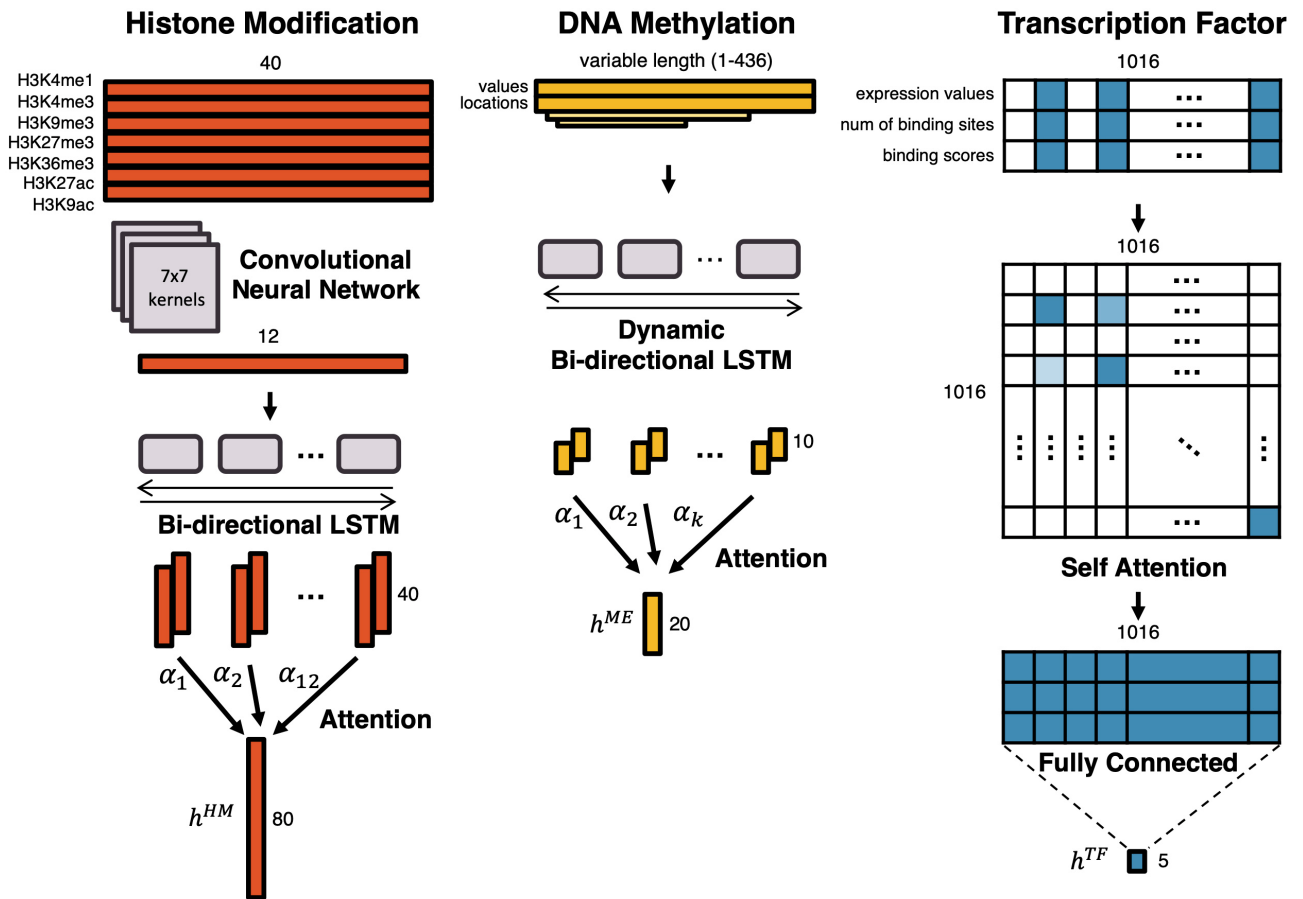 Histone Modification
40
H3K4me1
H3K4me3
H3K9me3
H3K27me3
H3K36me3
H3K27ac
H3K9ac
7x7
kernels
Convolutional
Neural Network
12
...
Bi-directional LSTM
...
40
α1
α2
α12
Attention
h^HM
80
DNA Methylation
variable length (1-436)
values
locations
...
Dynamic
Bi-directional LSTM
...
10
α1
α2
αk
Attention
h^ME
20
Transcription Factor
1016
expression values
...
num of binding sites
...
binding scores
...
1016
...
...
...
...
1016
...
Self Attention
1016
Fully Connected
h^TF
5